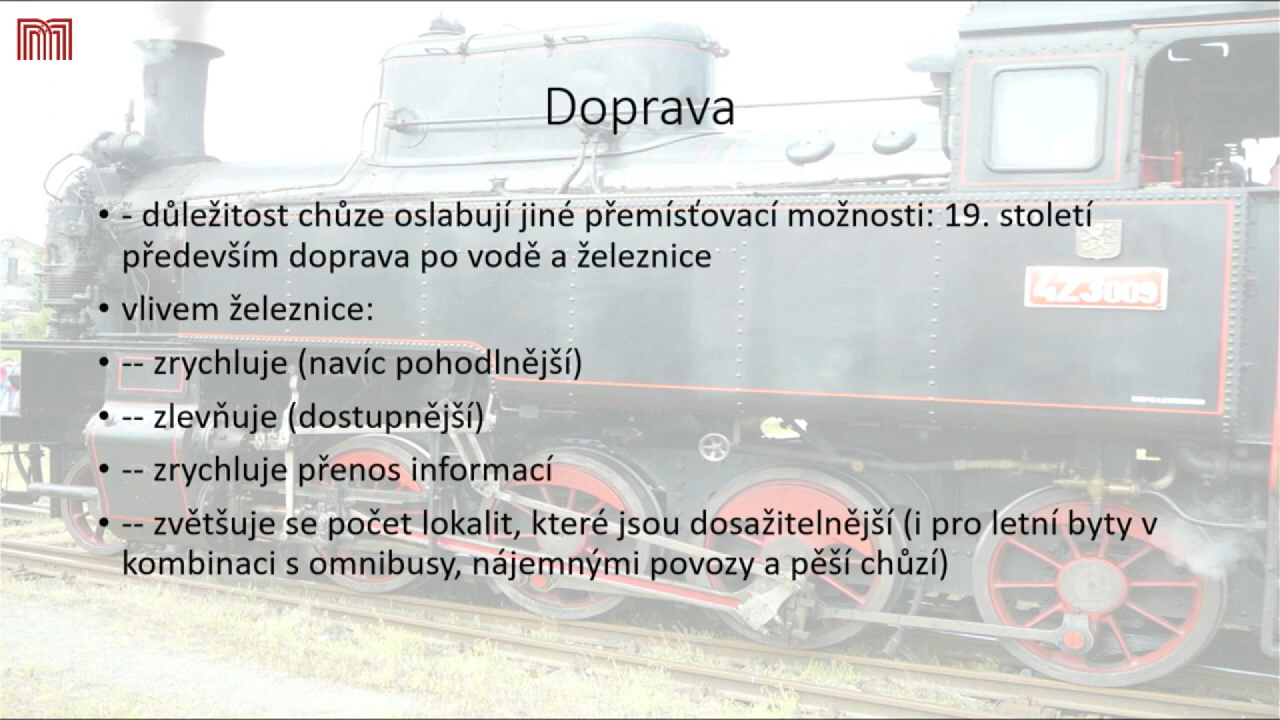 Doprava
• - důležitost chůze oslabují jiné přemísťovací možnosti: 19. století
především doprava po vodě a železnice
• vlivem železnice:
• -- zrychluje (navíc pohodlnější)
• -- zlevňuje (dostupnější)
• -- zrychluje přenos informací
• -- zvětšuje se počet lokalit, které jsou dosažitelnější (i pro letní byty v
kombinaci s omnibusy, nájemnými povozy a pěší chůzí)
423009